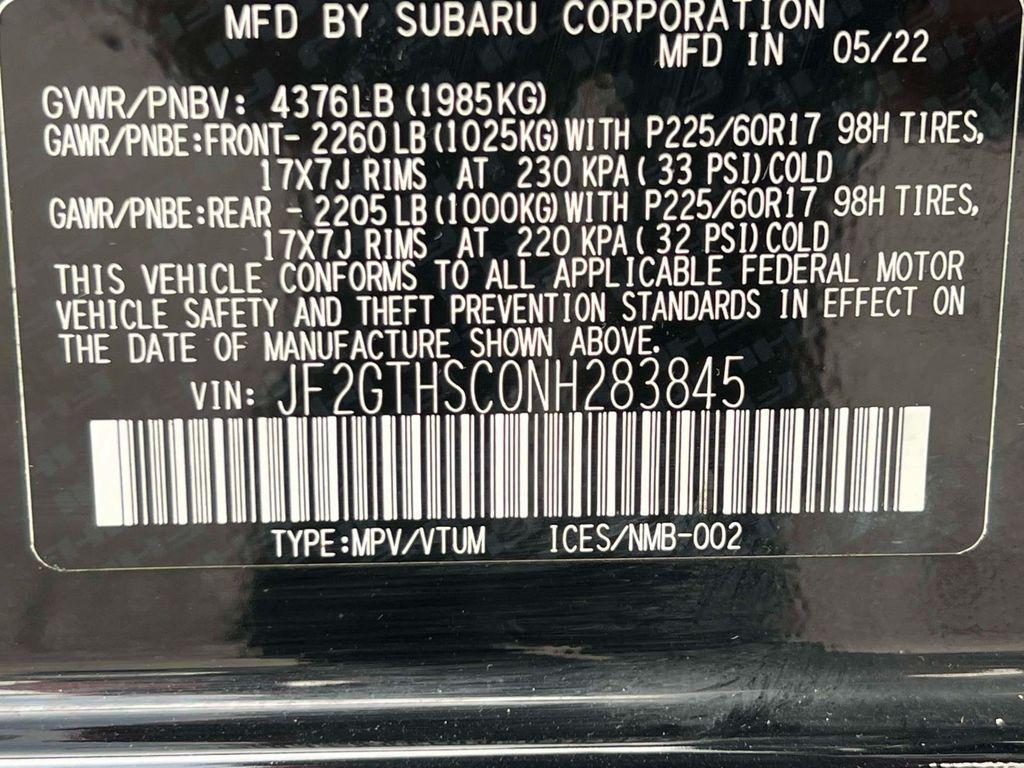 MFD BY SUBARU CORPORATION
MFD IN 05/22
GVWR/PNBV: 4376LB (1985KG)
GAWR/PNBE:FRONT- 2260 LB (1025KG) WITH P225/60R17 98H TIRES,
17X7J RIMS AT 230 KPA( 33 PSI) COLD
GAWR/PNBE:REAR - 2205 LB (1000KG) WITH P225/60R17 98H TIRES,
17X7J RIMS AT 220 KPA( 32 PSI) COLD
THIS VEHICLE CONFORMS TO ALL APPLICABLE FEDERAL MOTOR
VEHICLE SAFETY AND THEFT PREVENTION STANDARDS IN EFFECT ON
THE DATE OF MANUFACTURE SHOWN ABOVE.
VIN: JF2GTHSC0NH283845
TYPE:MPV/VTUM ICES/NMB-002